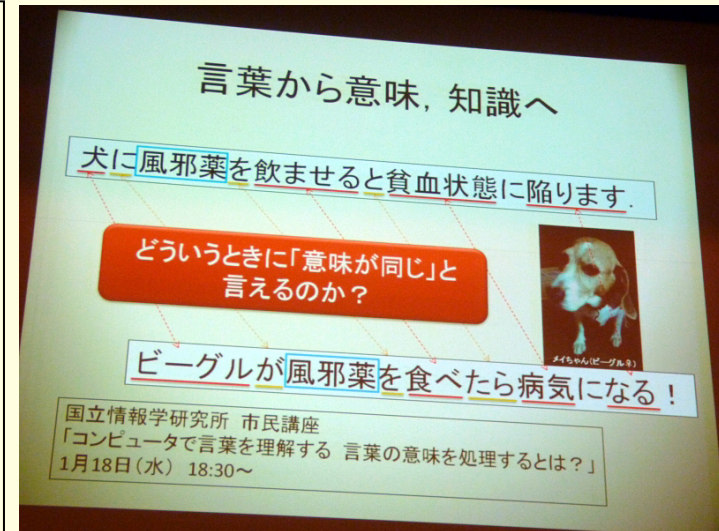 言葉から意味，知識へ
犬に風邪薬を飲ませると貧血状態に陥ります.
どういうときに「意味が同じ」と
言えるのか？
メイちゃん(ビーグル♀)
ビーグルが風邪薬を食べたら病気になる！
国立情報学研究所 市民講座
「コンピュータで言葉を理解する 言葉の意味を処理するとは？」
1月18日(水) 18:30～